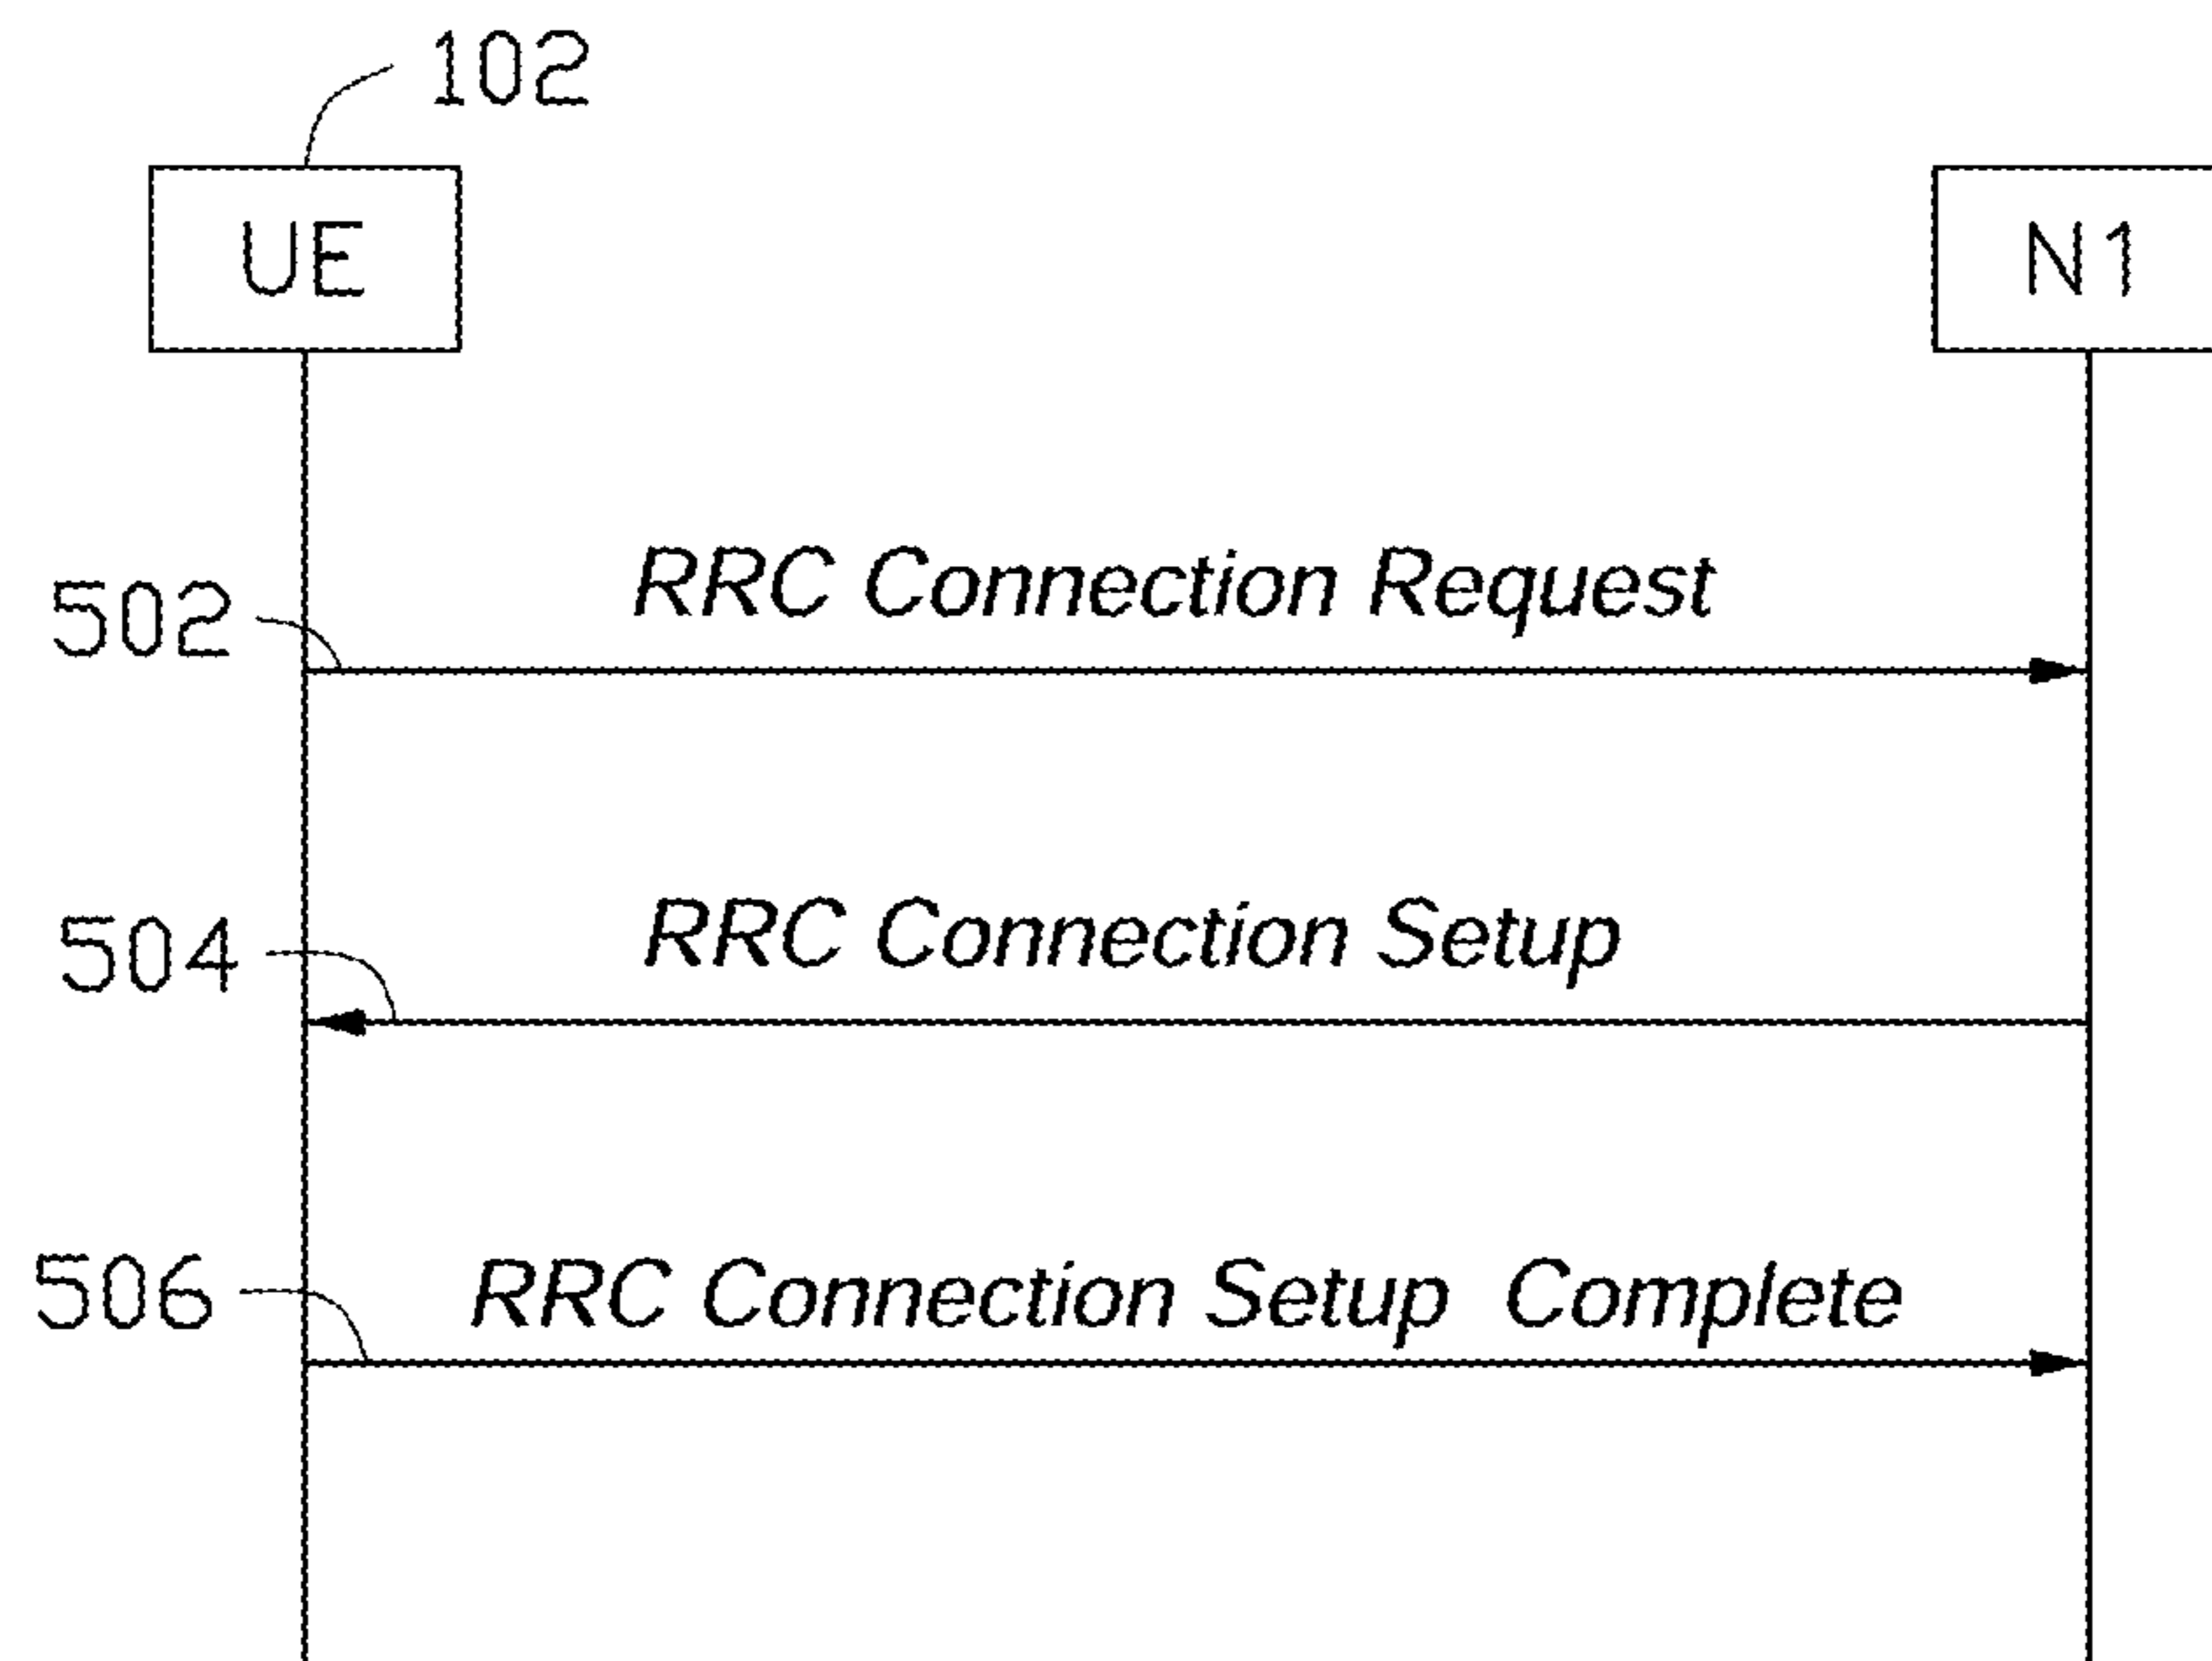 102
UE
N1
RRC Connection Request
502
RRC Connection Setup
504
RRC Connection Setup Complete
506